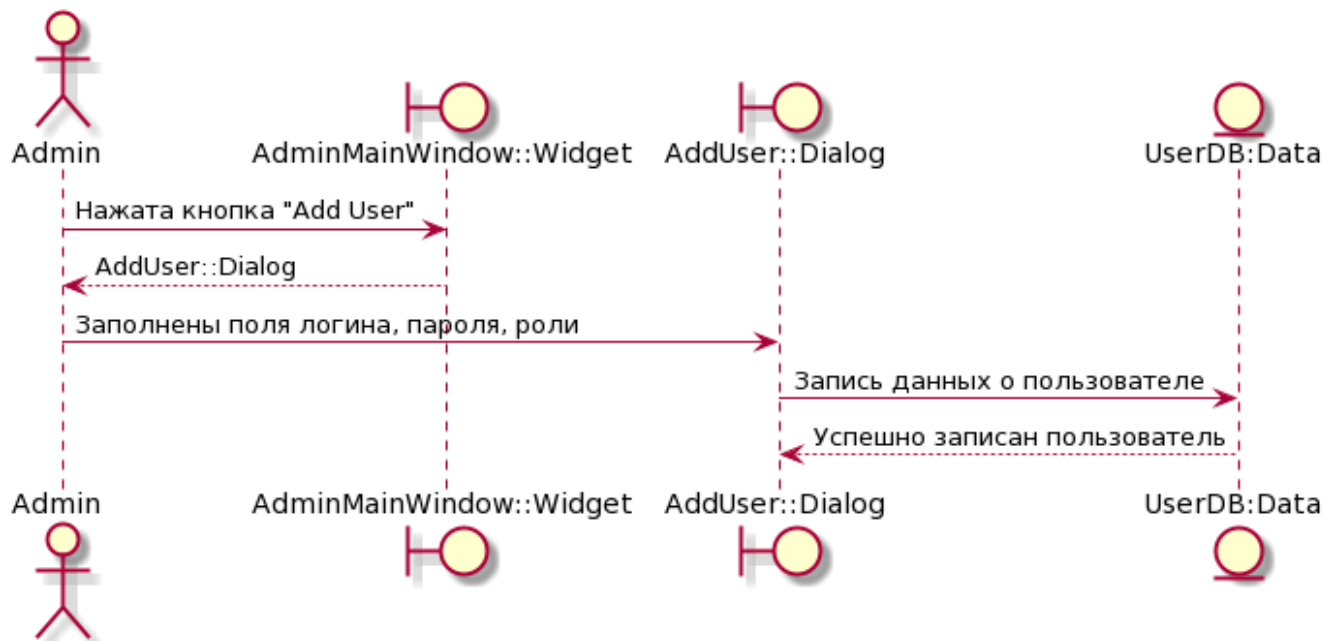 Admin
AdminMainWindow::Widget
AddUser::Dialog
UserDB:Data
Нажата кнопка "Add User"
AddUser::Dialog
Заполнены поля логина, пароля, роли
Запись данных о пользователе
Успешно записан пользователь
Admin
AdminMainWindow::Widget
AddUser::Dialog
UserDB:Data